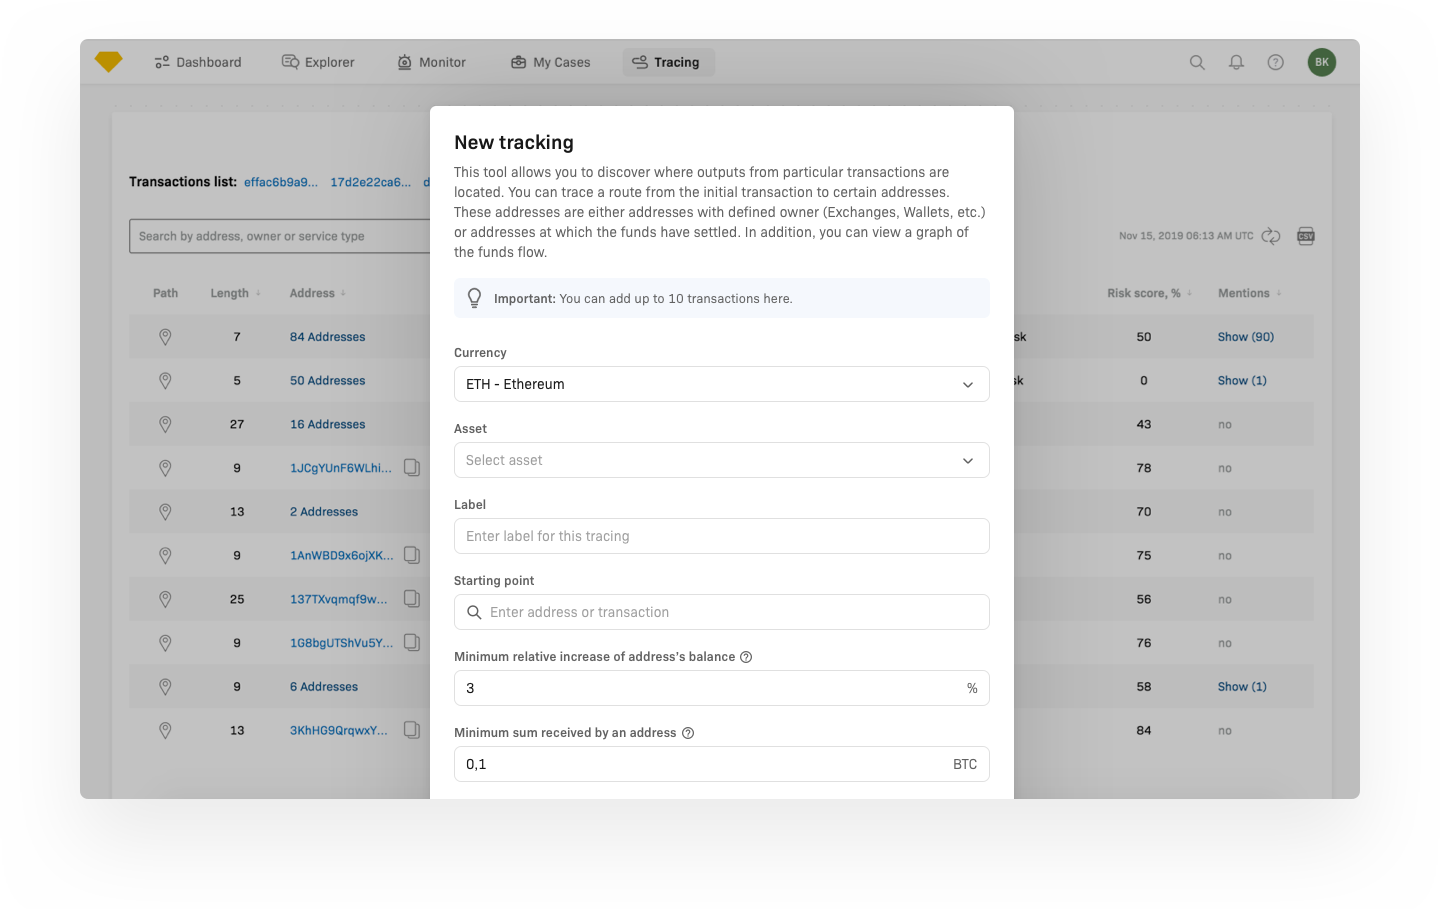 Dashboard
Explorer
Monitor
My Cases
Tracing
BK
Transactions list: effac6b9a9... 17d2e22ca6... d
Search by address, owner or service type
Nov 15, 2019 06:13 AM UTC
CSV
Path Length Address Risk score, % Mentions
7 84 Addresses sk 50 Show (90)
5 50 Addresses sk 0 Show (1)
27 16 Addresses 43 no
9 1JCgYUnF6WLhi... 78 no
13 2 Addresses 70 no
9 1AnWBD9x6ojXK... 75 no
25 137TXvqmqf9w... 56 no
9 1G8bgUTShVu5Y... 76 no
9 6 Addresses 58 Show (1)
13 3KhHG9QrqwxY... 84 no
New tracking
This tool allows you to discover where outputs from particular transactions are
located. You can trace a route from the initial transaction to certain addresses.
These addresses are either addresses with defined owner (Exchanges, Wallets, etc.)
or addresses at which the funds have settled. In addition, you can view a graph of
the funds flow.
Important: You can add up to 10 transactions here.
Currency
ETH - Ethereum
Asset
Select asset
Label
Enter label for this tracing
Starting point
Enter address or transaction
Minimum relative increase of address's balance ?
3 %
Minimum sum received by an address ?
0,1 BTC